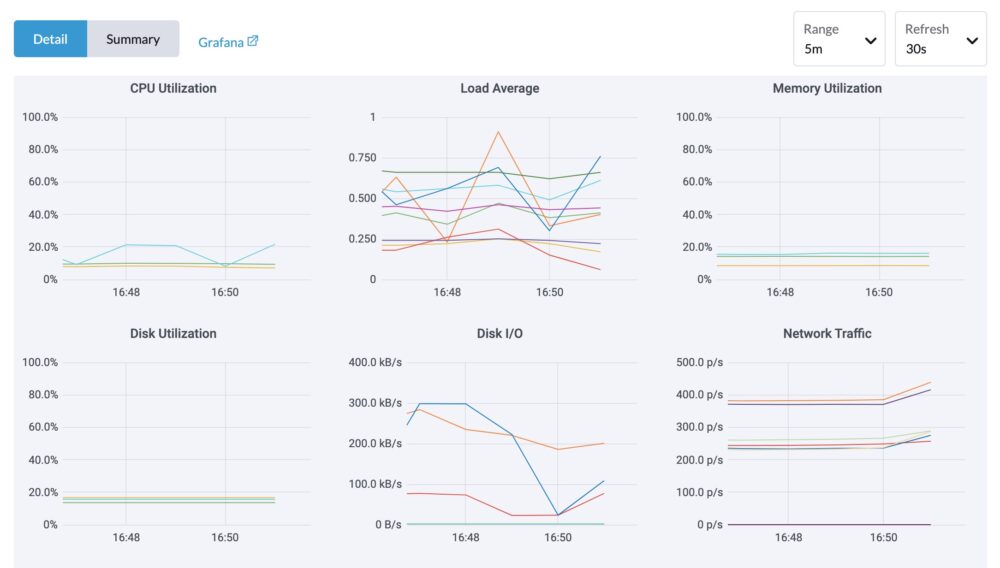 Detail
Summary
Grafana
Range
5m
Refresh
30s
CPU Utilization
100.0%
80.0%
60.0%
40.0%
20.0%
0%
16:48
16:50
Load Average
1
0.750
0.500
0.250
0
16:48
16:50
Memory Utilization
100.0%
80.0%
60.0%
40.0%
20.0%
0%
16:48
16:50
Disk Utilization
100.0%
80.0%
60.0%
40.0%
20.0%
0%
16:48
16:50
Disk I/O
400.0 kB/s
300.0 kB/s
200.0 kB/s
100.0 kB/s
0 B/s
16:48
16:50
Network Traffic
500.0 p/s
400.0 p/s
300.0 p/s
200.0 p/s
100.0 p/s
0 p/s
16:48
16:50